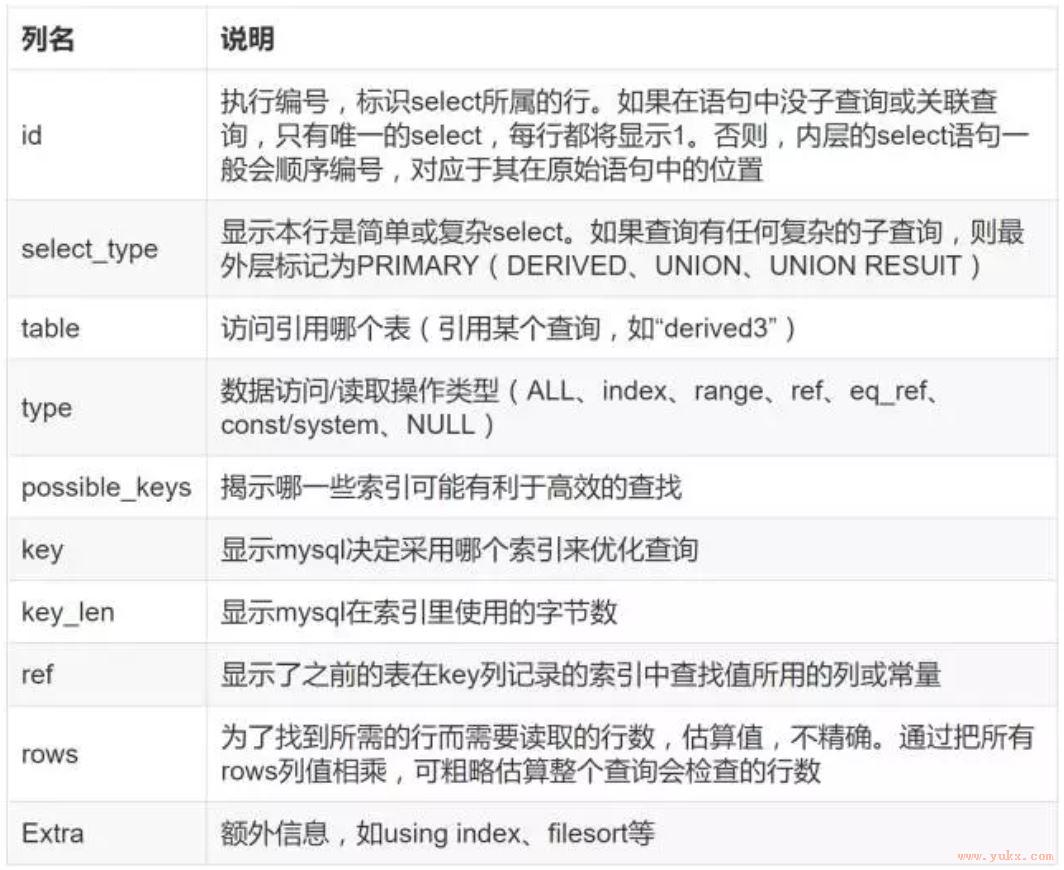 列名 说明
id
执行编号，标识select所属的行。如果在语句中没子查询或关联查
询，只有唯一的select，每行都将显示1。否则，内层的select语句一
般会顺序编号，对应于其在原始语句中的位置
select_type
显示本行是简单或复杂select。如果查询有任何复杂的子查询，则最
外层标记为PRIMARY（DERIVED、UNION、UNION RESUIT）
table 访问引用哪个表（引用某个查询，如“derived3”）
type
数据访问/读取操作类型（ALL、index、range、ref、eq_ref、
const/system、NULL）
possible_keys 揭示哪一些索引可能有利于高效的查找
key 显示mysql决定采用哪个索引来优化查询
key_len 显示mysql在索引里使用的字节数
ref 显示了之前的表在key列记录的索引中查找值所用的列或常量
rows
为了找到所需的行而需要读取的行数，估算值，不精确。通过把所有
rows列值相乘，可粗略估算整个查询会检查的行数
Extra 额外信息，如using index、filesort等
www.yukx.com